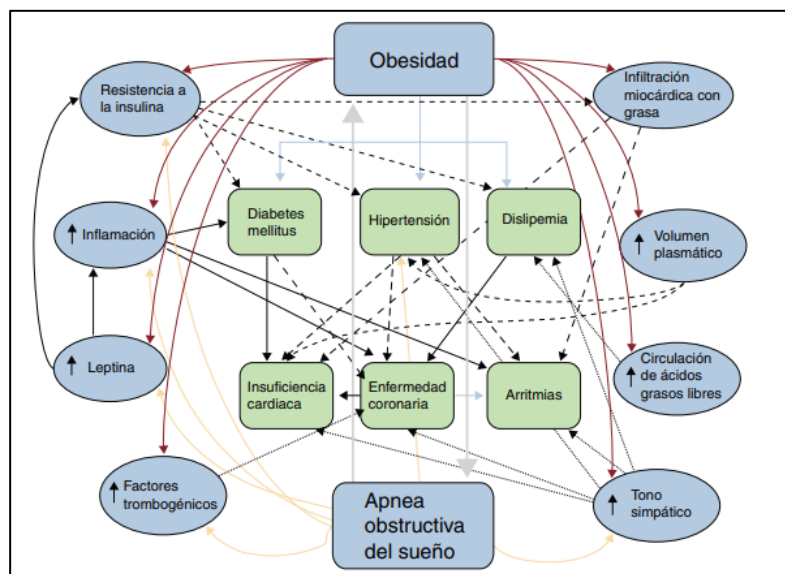 Obesidad
Resistencia a
la insulina
Infiltración
miocárdica con
grasa
Diabetes
mellitus
Hipertensión
Dislipemia
↑ Inflamación
↑ Volumen
plasmático
↑ Leptina
Insuficiencia
cardiaca
Enfermedad
coronaria
Arritmias
↑ Circulación
de ácidos
grasos libres
↑ Factores
trombogénicos
Apnea
obstructiva
del sueño
↑ Tono
simpático